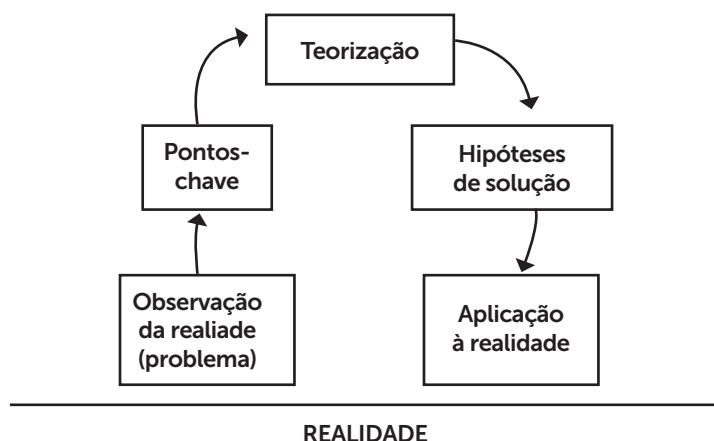 Teorização
Pontos-
chave
Hipóteses
de solução
Observação
da realiade
(problema)
Aplicação
à realidade
REALIDADE